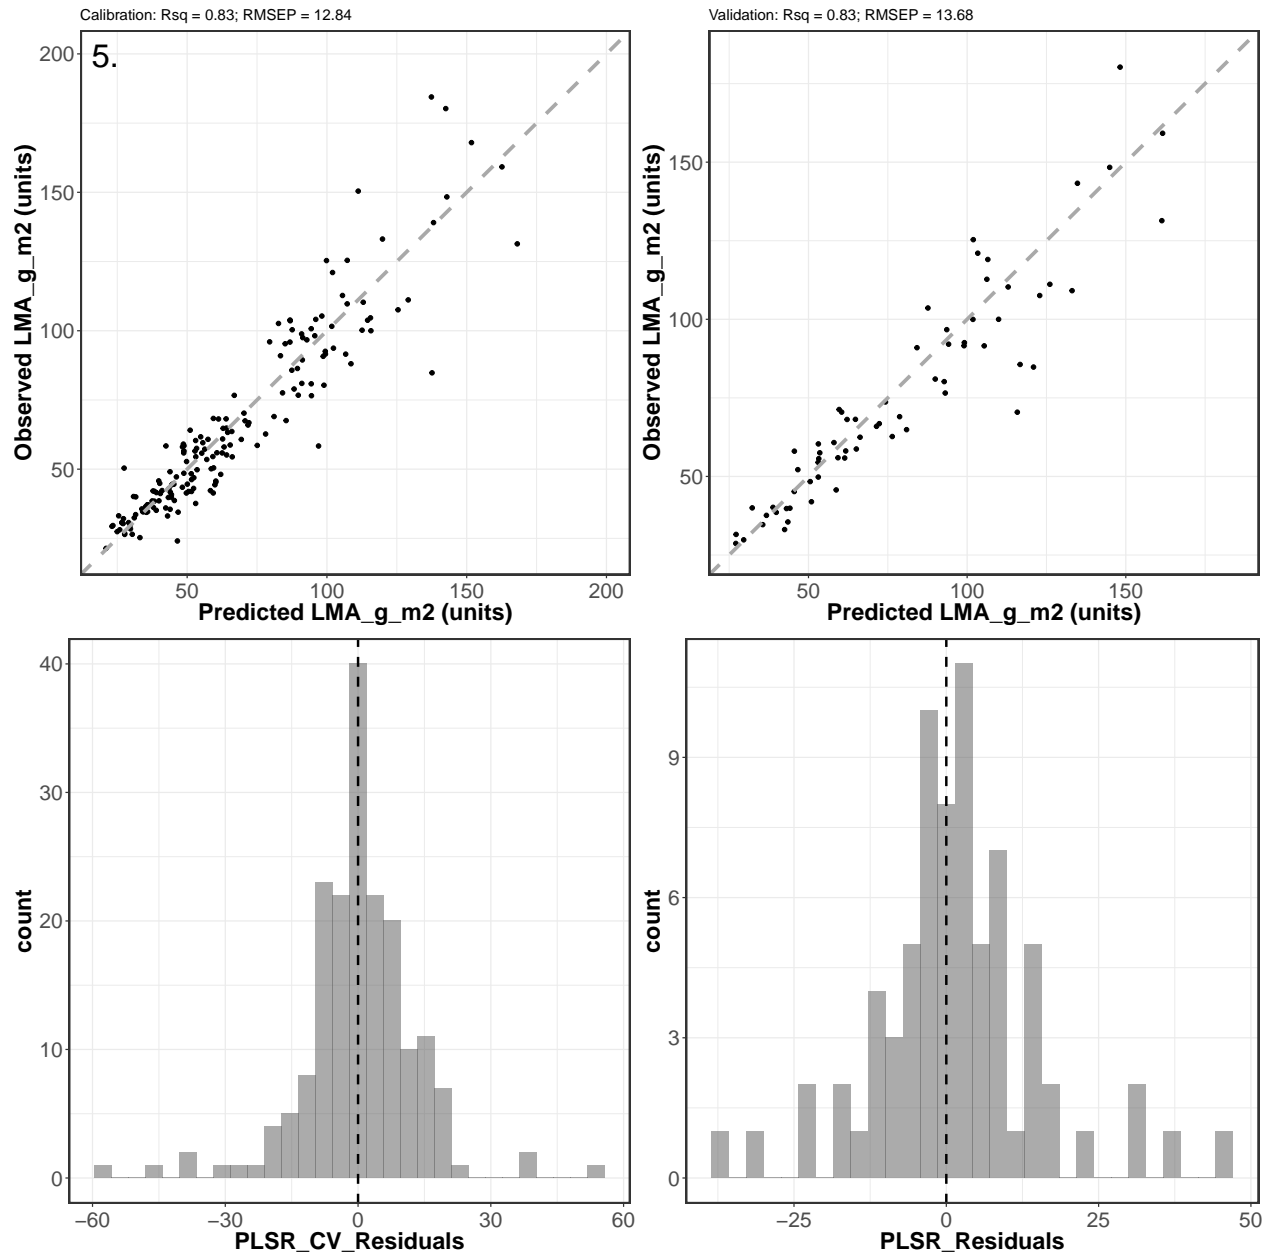 Calibration: Rsq = 0.83; RMSEP = 12.84
5.
200
150
100
50
Observed LMA_g_m2 (units)
50 100 150 200
Predicted LMA_g_m2 (units)
Validation: Rsq = 0.83; RMSEP = 13.68
150
100
50
Observed LMA_g_m2 (units)
50 100 150
Predicted LMA_g_m2 (units)
40
30
20
10
0
count
−60 −30 0 30 60
PLSR_CV_Residuals
9
6
3
0
count
−25 0 25 50
PLSR_Residuals